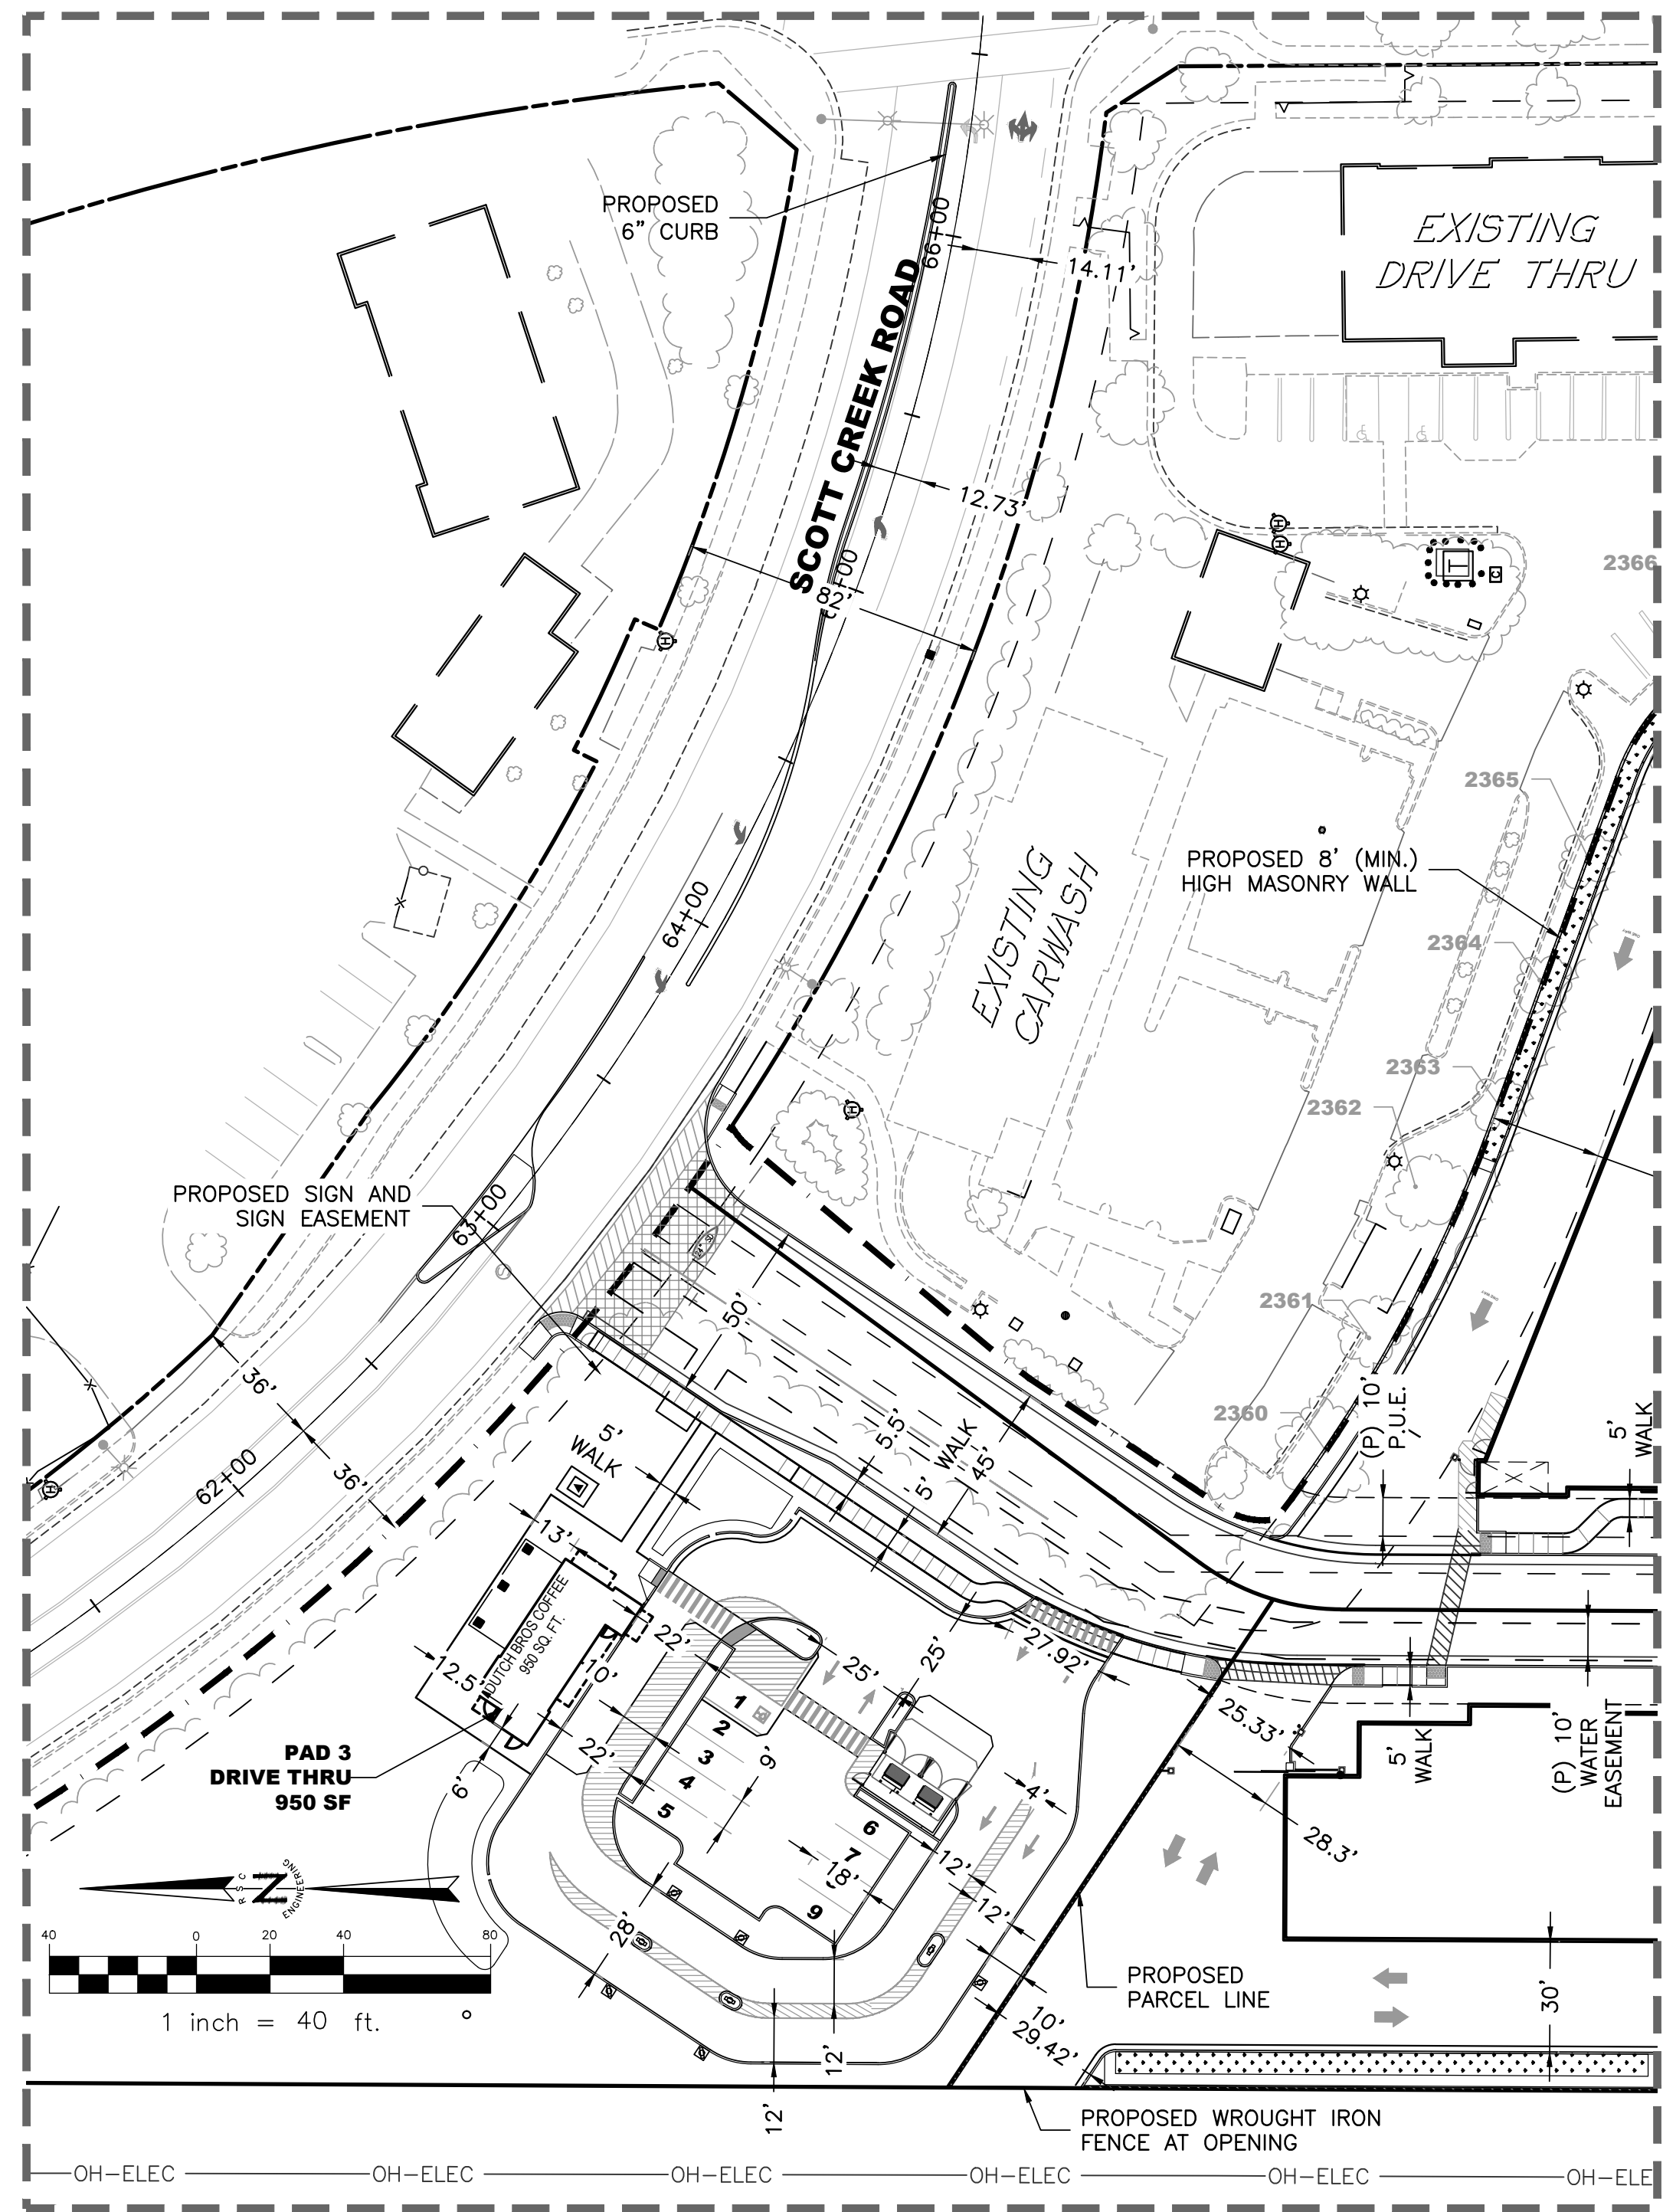 PROPOSED
6" CURB
66+00
14.11'
EXISTING
DRIVE THRU
SCOTT CREEK ROAD
12.73'
+00
82'
2366
2365
PROPOSED 8' (MIN.)
HIGH MASONRY WALL
64+00
EXISTING
CARWASH
2364
2363
2362
PROPOSED SIGN AND
SIGN EASEMENT
63+00
50'
2361
36'
(P) 10'
P.U.E.
2360
5'
WALK
5'
WALK
5.5'
5' WALK
45'
62+00
36'
13'
DUTCH BROS COFFEE
950 SQ. FT.
22'
25'
25'
27.92'
12.5'
10'
25.33'
22'
1
2
3
4
5
9'
6
7
9
18'
4'
5'
WALK
(P) 10'
WATER
EASEMENT
PAD 3
DRIVE THRU
950 SF
6'
28.3'
12'
12'
28'
RSC
N
ENGINEERING
40 0 20 40 80
1 inch = 40 ft.
PROPOSED
PARCEL LINE
30'
10'
29.42'
12'
12'
PROPOSED WROUGHT IRON
FENCE AT OPENING
OH-ELEC OH-ELEC OH-ELEC OH-ELEC OH-ELEC OH-ELE